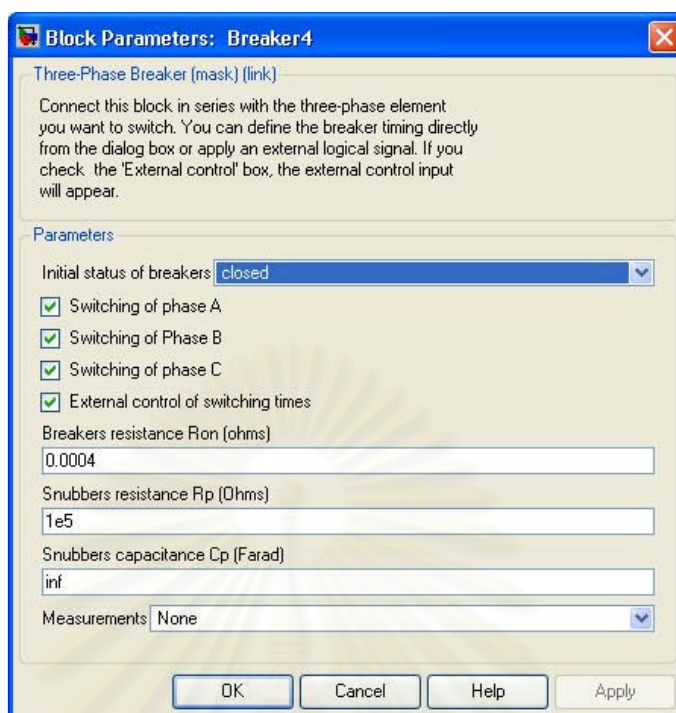 Block Parameters: Breaker4
Three-Phase Breaker (mask) (link)
Connect this block in series with the three-phase element
you want to switch. You can define the breaker timing directly
from the dialog box or apply an external logical signal. If you
check the 'External control' box, the external control input
will appear.
Parameters
Initial status of breakers closed
Switching of phase A
Switching of Phase B
Switching of phase C
External control of switching times
Breakers resistance Ron (ohms)
0.0004
Snubbers resistance Rp (Ohms)
1e5
Snubbers capacitance Cp (Farad)
inf
Measurements None
OK Cancel Help Apply